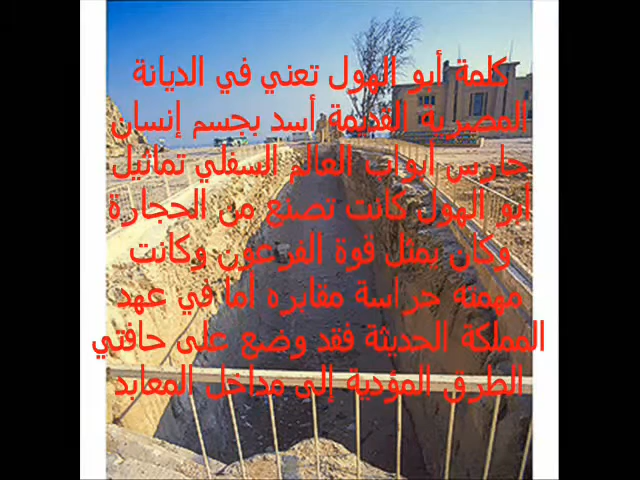 كلمة أبو الهول تعني في الديانة
المصرية القديمة أسد بجسم إنسان
حارس أبواب العالم السفلي تماثيل
أبو الهول كانت تصنع من الحجارة
وكان يمثل قوة الفرعون وكانت
مهمته حراسة مقابره أما في عهد
المملكة الحديثة فقد وضع على حافتي
الطرق المؤدية إلى مداخل المعابد